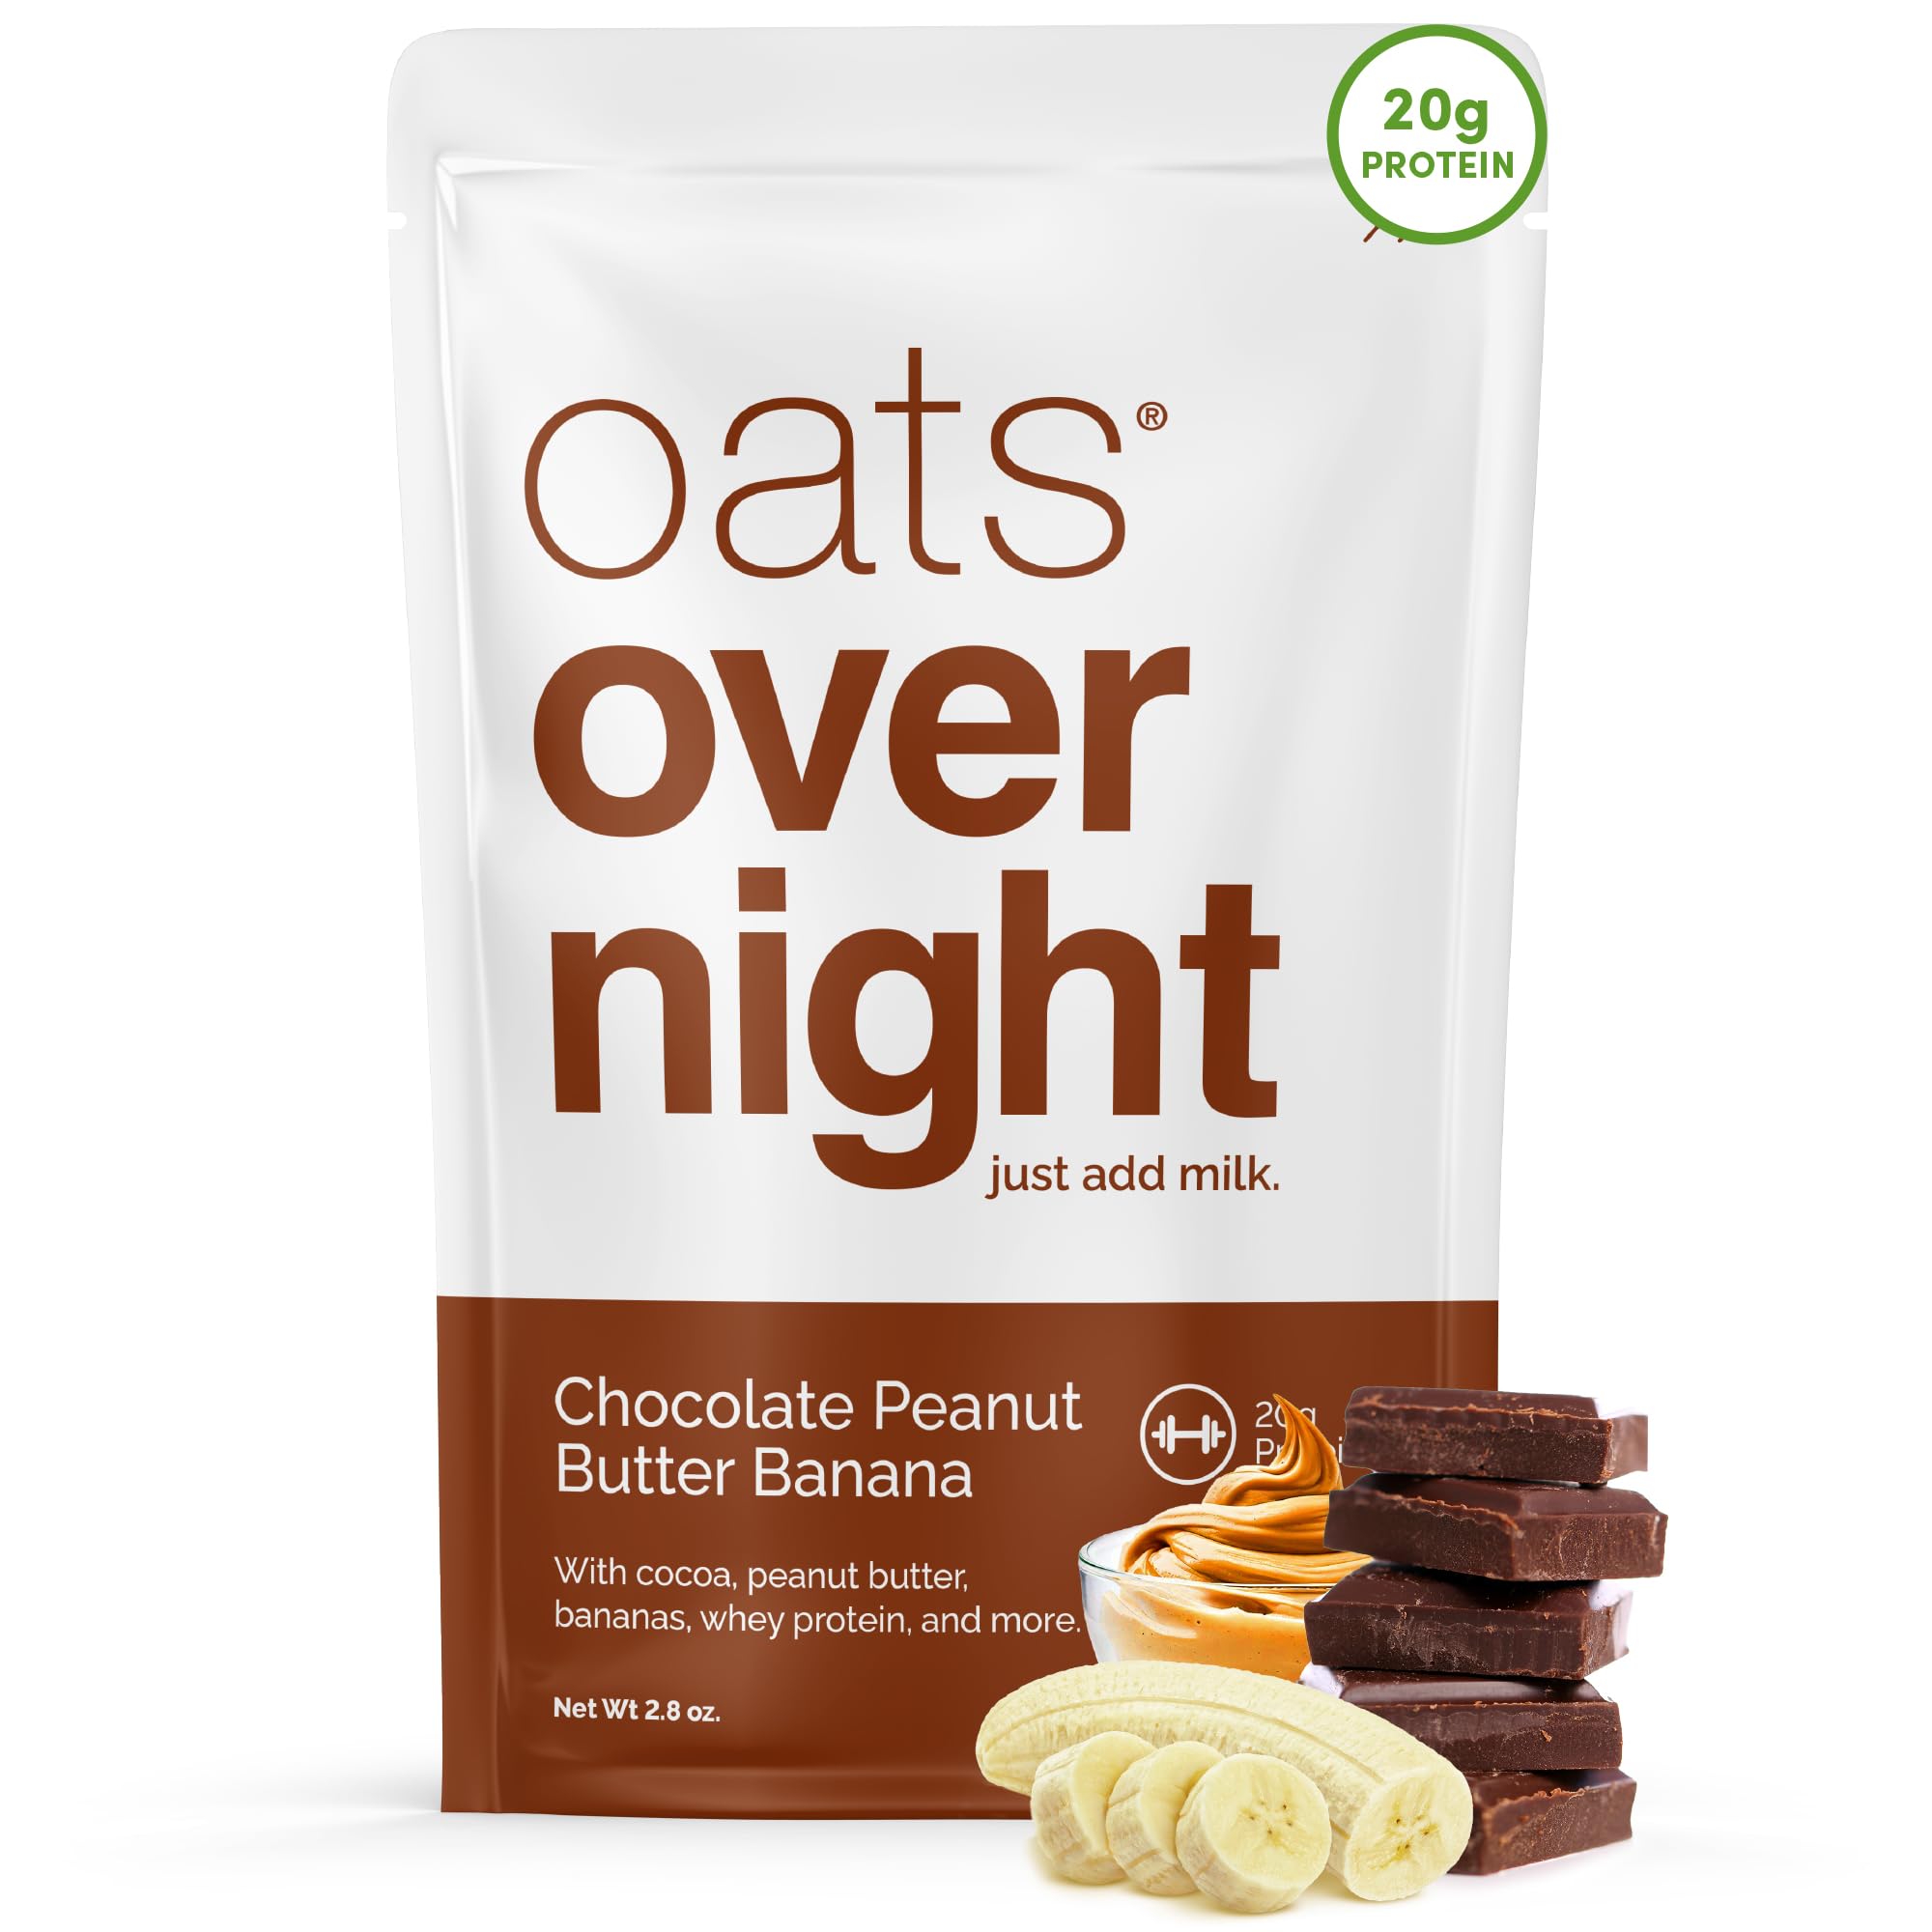 20g
PROTEIN
oats®
over
night
just add milk.
Chocolate Peanut
Butter Banana
With cocoa, peanut butter,
bananas, whey protein, and more.
Net Wt 2.8 oz.